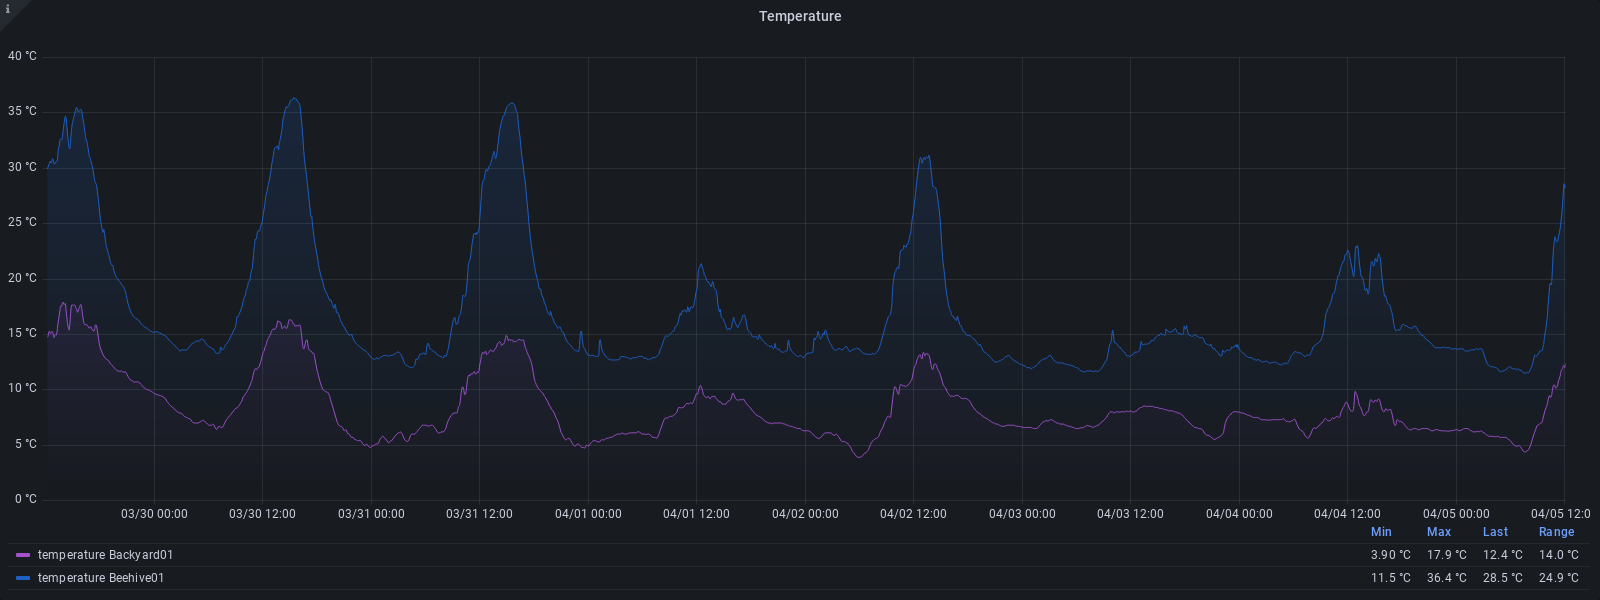 i
Temperature
40 °C
35 °C
30 °C
25 °C
20 °C
15 °C
10 °C
5 °C
0 °C
03/30 00:00 03/30 12:00 03/31 00:00 03/31 12:00 04/01 00:00 04/01 12:00 04/02 00:00 04/02 12:00 04/03 00:00 04/03 12:00 04/04 00:00 04/04 12:00 04/05 00:00 04/05 12:0
Min Max Last Range
temperature Backyard01 3.90 °C 17.9 °C 12.4 °C 14.0 °C
temperature Beehive01 11.5 °C 36.4 °C 28.5 °C 24.9 °C